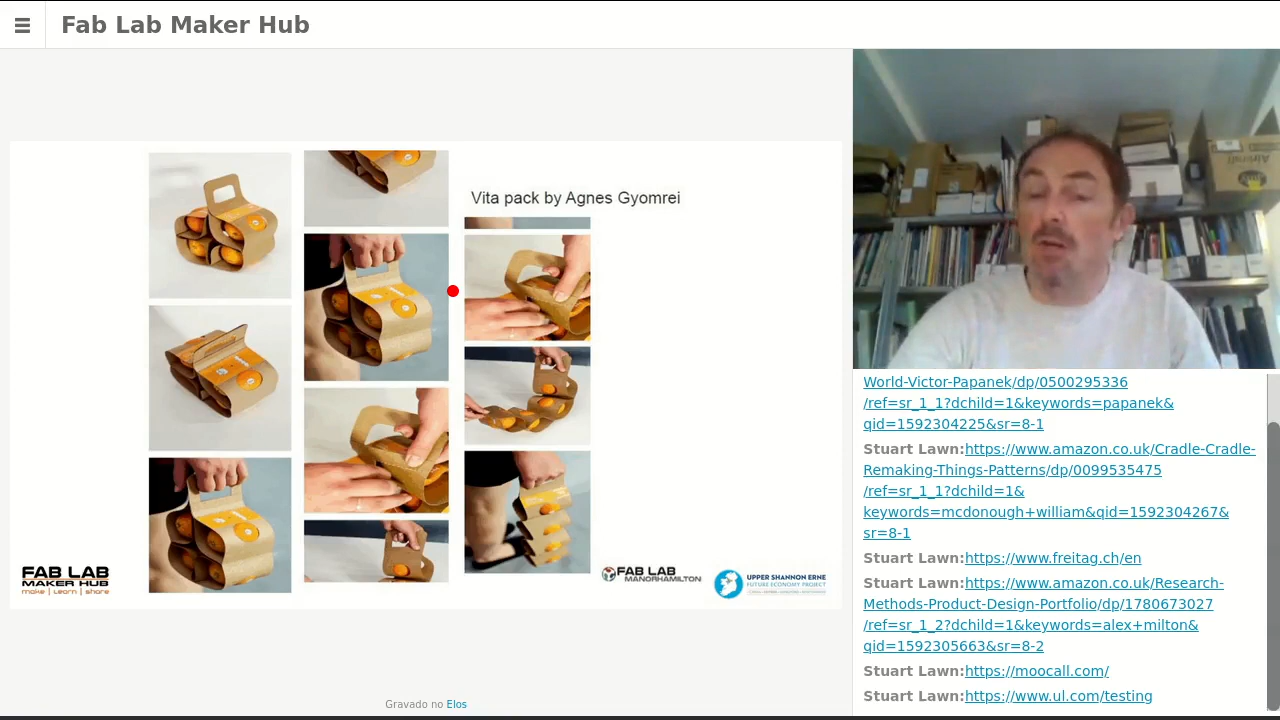 Fab Lab Maker Hub
Vita pack by Agnes Gyomrei
FAB LAB
MAKER HUB
make | learn | share
FAB LAB
MANORHAMILTON
UPPER SHANNON ERNE
FUTURE ECONOMY PROJECT
World-Victor-Papanek/dp/0500295336
/ref=sr_1_1?dchild=1&keywords=papanek&
qid=1592304225&sr=8-1
Stuart Lawn:https://www.amazon.co.uk/Cradle-Cradle-
Remaking-Things-Patterns/dp/0099535475
/ref=sr_1_1?dchild=1&
keywords=mcdonough+william&qid=1592304267&
sr=8-1
Stuart Lawn:https://www.freitag.ch/en
Stuart Lawn:https://www.amazon.co.uk/Research-
Methods-Product-Design-Portfolio/dp/1780673027
/ref=sr_1_2?dchild=1&keywords=alex+milton&
qid=1592305663&sr=8-2
Stuart Lawn:https://moocall.com/
Stuart Lawn:https://www.ul.com/testing
Gravado no Elos